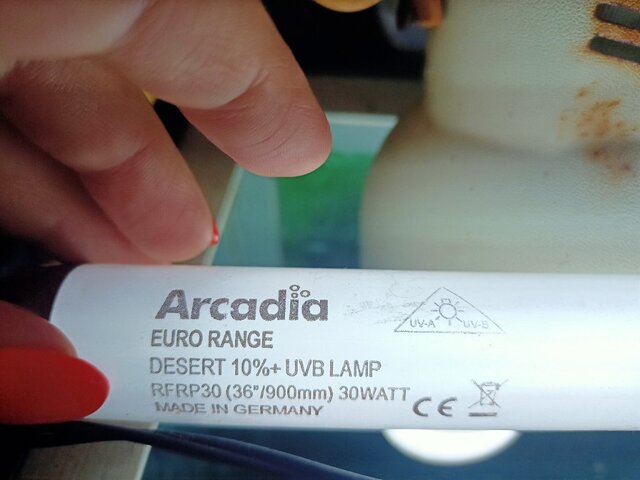 Arcadia
EURO RANGE
DESERT 10%+ UVB LAMP
RFRP30 (36"/900mm) 30WATT
MADE IN GERMANY
UV-A UV-B
CE